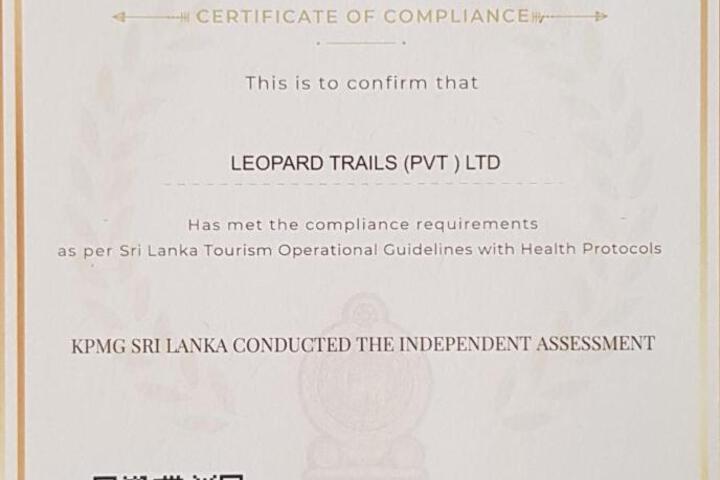 CERTIFICATE OF COMPLIANCE
This is to confirm that
LEOPARD TRAILS (PVT ) LTD
Has met the compliance requirements
as per Sri Lanka Tourism Operational Guidelines with Health Protocols
KPMG SRI LANKA CONDUCTED THE INDEPENDENT ASSESSMENT